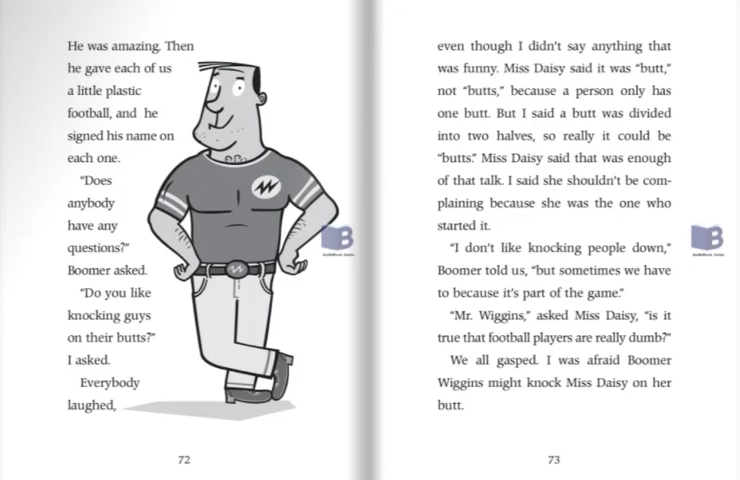 He was amazing. Then
he gave each of us
a little plastic
football, and he
signed his name on
each one.
"Does
anybody
have any
questions?"
Boomer asked.
"Do you like
knocking guys
on their butts?"
I asked.
Everybody
laughed,
72
even though I didn't say anything that
was funny. Miss Daisy said it was "butt,"
not "butts," because a person only has
one butt. But I said a butt was divided
into two halves, so really it could be
"butts." Miss Daisy said that was enough
of that talk. I said she shouldn't be com-
plaining because she was the one who
started it.
"I don't like knocking people down,"
Boomer told us, "but sometimes we have
to because it's part of the game."
"Mr. Wiggins," asked Miss Daisy, "is it
true that football players are really dumb?"
We all gasped. I was afraid Boomer
Wiggins might knock Miss Daisy on her
butt.
73